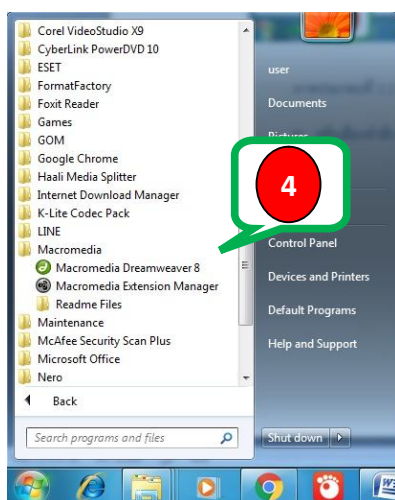 Corel VideoStudio X9
CyberLink PowerDVD 10
ESET
FormatFactory
Foxit Reader
Games
GOM
Google Chrome
Haali Media Splitter
Internet Download Manager
K-Lite Codec Pack
LINE
Macromedia
Macromedia Dreamweaver 8
Macromedia Extension Manager
Readme Files
Maintenance
McAfee Security Scan Plus
Microsoft Office
Nero
Back
Search programs and files
user
Documents
Pictures
4
Control Panel
Devices and Printers
Default Programs
Help and Support
Shut down
W